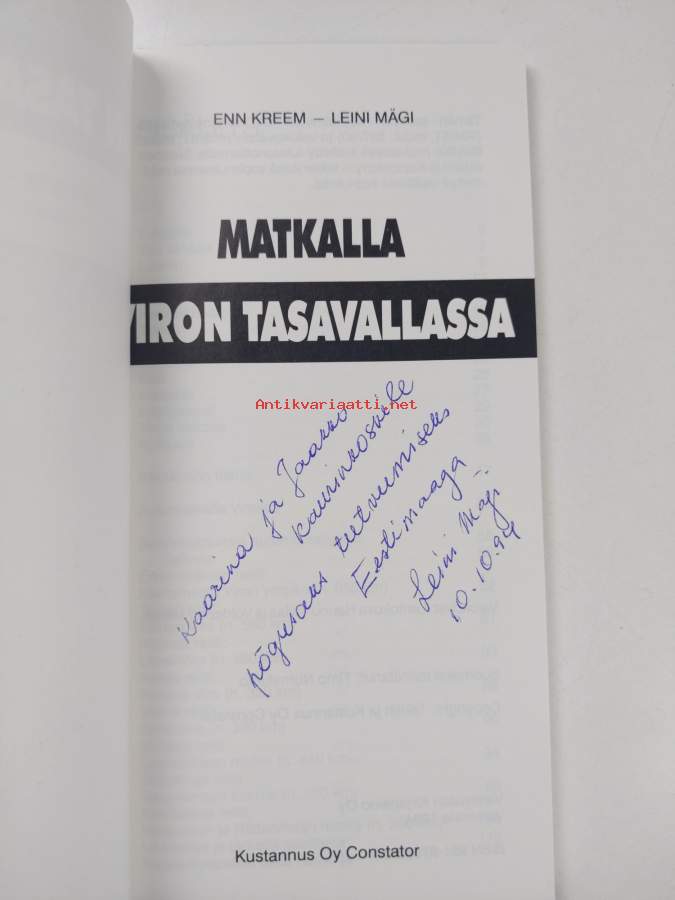 ENN KREEM – LEINI MÄGI
MATKALLA
VIRON TASAVALLASSA
Antikvariaatti.net
Kaarina ja Jaakko
Kaurinkoskile
põgusaks tutvumiseks
Eestimaaga
Leini Mägi
10.10.94
Kustannus Oy Constator